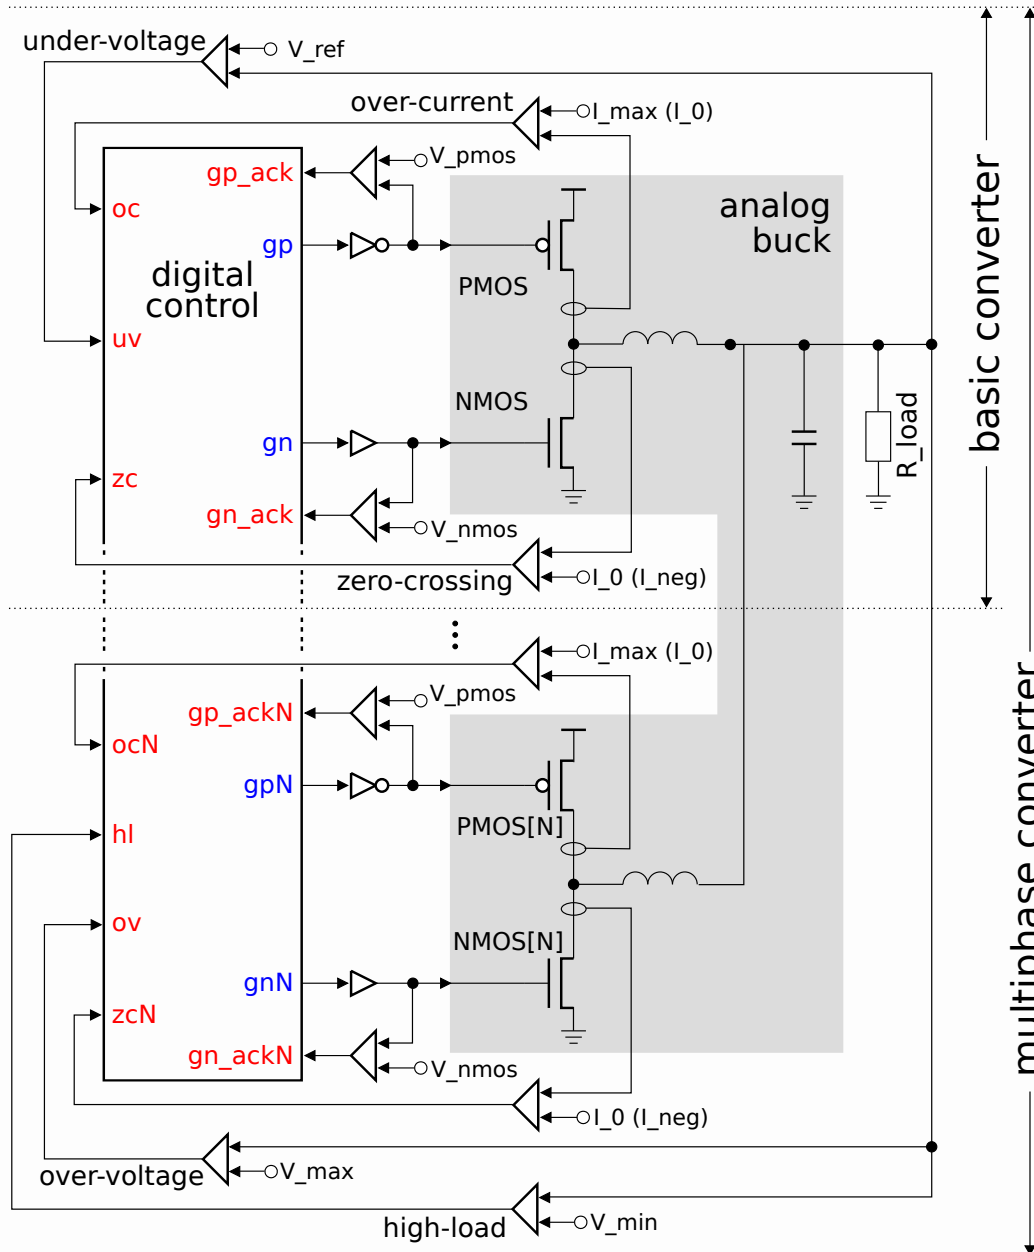 under-voltage
V_ref
over-current
I_max (I_0)
V_pmos
gp_ack
oc
gp
analog
buck
digital
control
PMOS
uv
NMOS
gn
zc
gn_ack
V_nmos
R_load
zero-crossing
I_0 (I_neg)
basic converter
I_max (I_0)
V_pmos
gp_ackN
ocN
gpN
PMOS[N]
hl
ov
NMOS[N]
gnN
zcN
gn_ackN
V_nmos
I_0 (I_neg)
over-voltage
V_max
high-load
V_min
multiphase converter